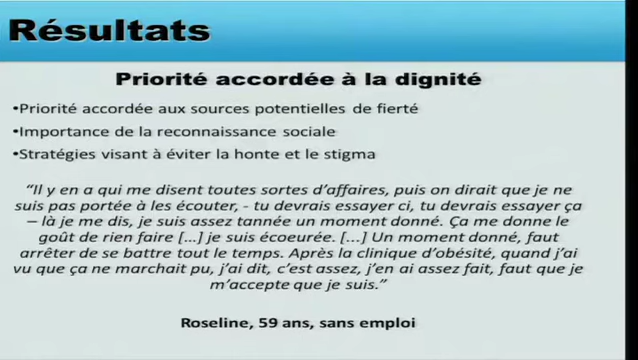 Résultats
Priorité accordée à la dignité
•Priorité accordée aux sources potentielles de fierté
•Importance de la reconnaissance sociale
•Stratégies visant à éviter la honte et le stigma
“Il y en a qui me disent toutes sortes d’affaires, puis on dirait que je ne
suis pas portée à les écouter, - tu devrais essayer ci, tu devrais essayer ça
– là je me dis, je suis assez tannée un moment donné. Ça me donne le
goût de rien faire [...] je suis écoeurée. [...] Un moment donné, faut
arrêter de se battre tout le temps. Après la clinique d’obésité, quand j’ai
vu que ça ne marchait pu, j’ai dit, c’est assez, j’en ai assez fait, faut que je
m’accepte que je suis.”
Roseline, 59 ans, sans emploi